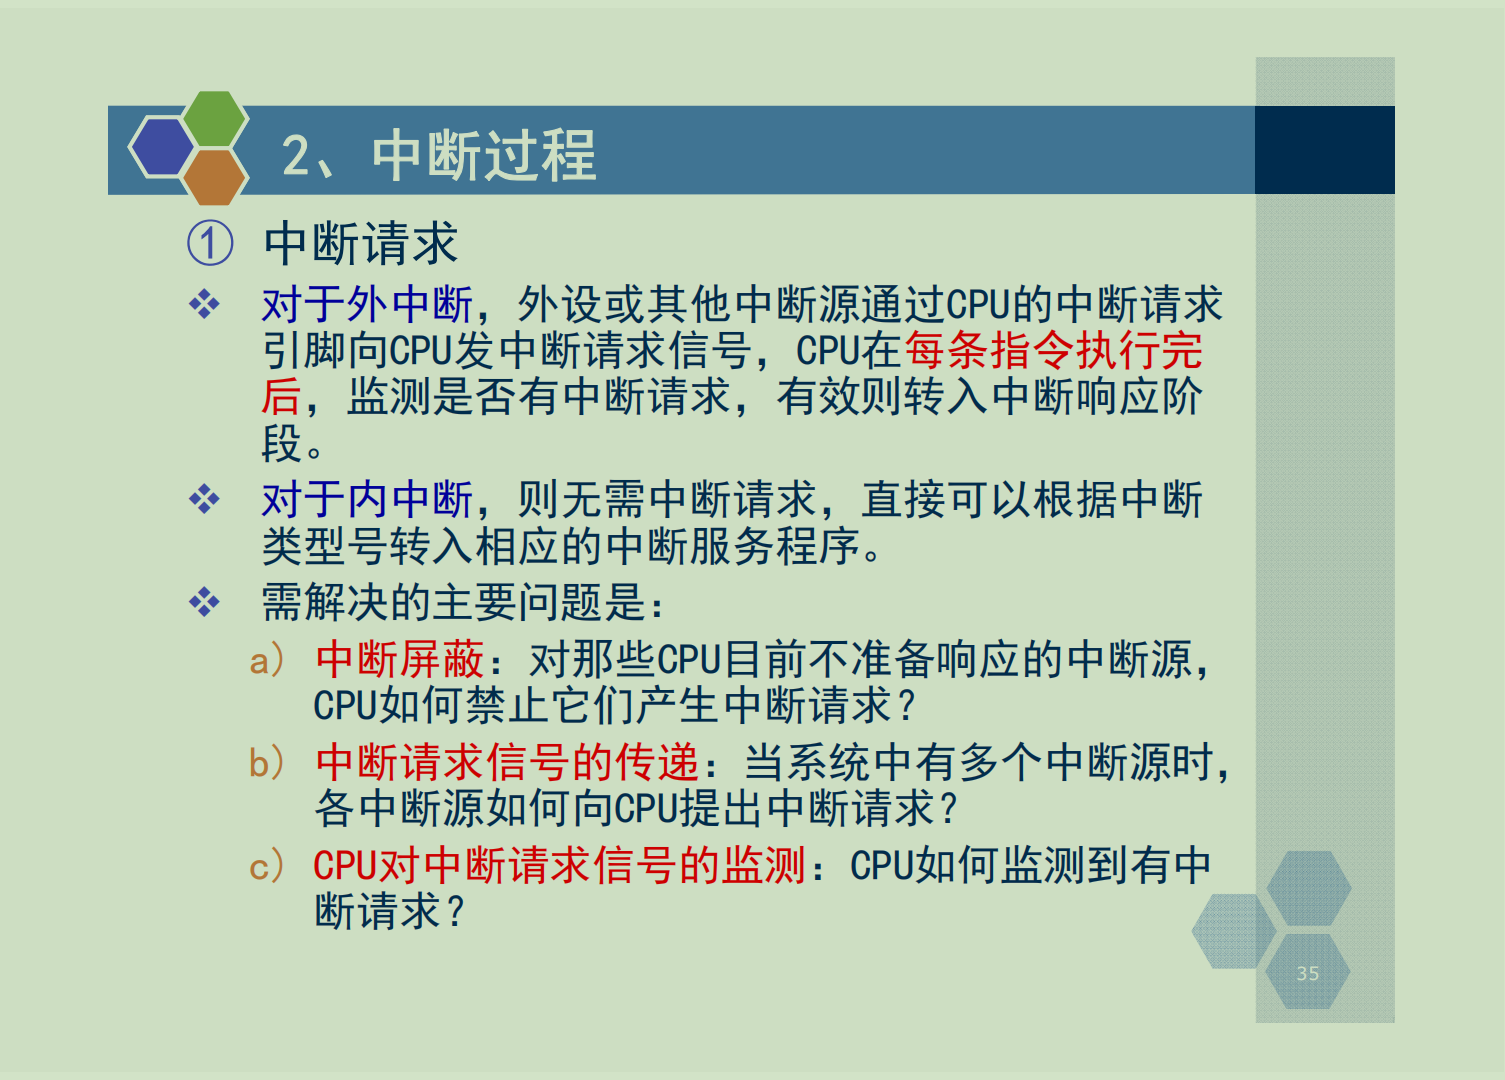 2、中断过程
① 中断请求
❖ 对于外中断，外设或其他中断源通过CPU的中断请求
引脚向CPU发中断请求信号，CPU在每条指令执行完
后，监测是否有中断请求，有效则转入中断响应阶
段。
❖ 对于内中断，则无需中断请求，直接可以根据中断
类型号转入相应的中断服务程序。
❖ 需解决的主要问题是：
a） 中断屏蔽：对那些CPU目前不准备响应的中断源，
CPU如何禁止它们产生中断请求？
b） 中断请求信号的传递：当系统中有多个中断源时，
各中断源如何向CPU提出中断请求？
c） CPU对中断请求信号的监测：CPU如何监测到有中
断请求？
35